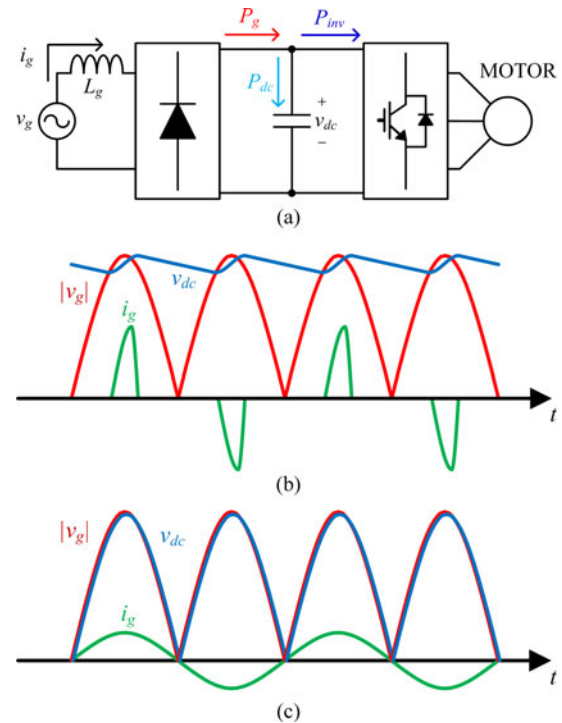 P_g P_inv
i_g
L_g
P_dc
+
v_g
v_dc
−
MOTOR
(a)
|v_g|
v_dc
i_g
t
(b)
|v_g|
v_dc
i_g
t
(c)